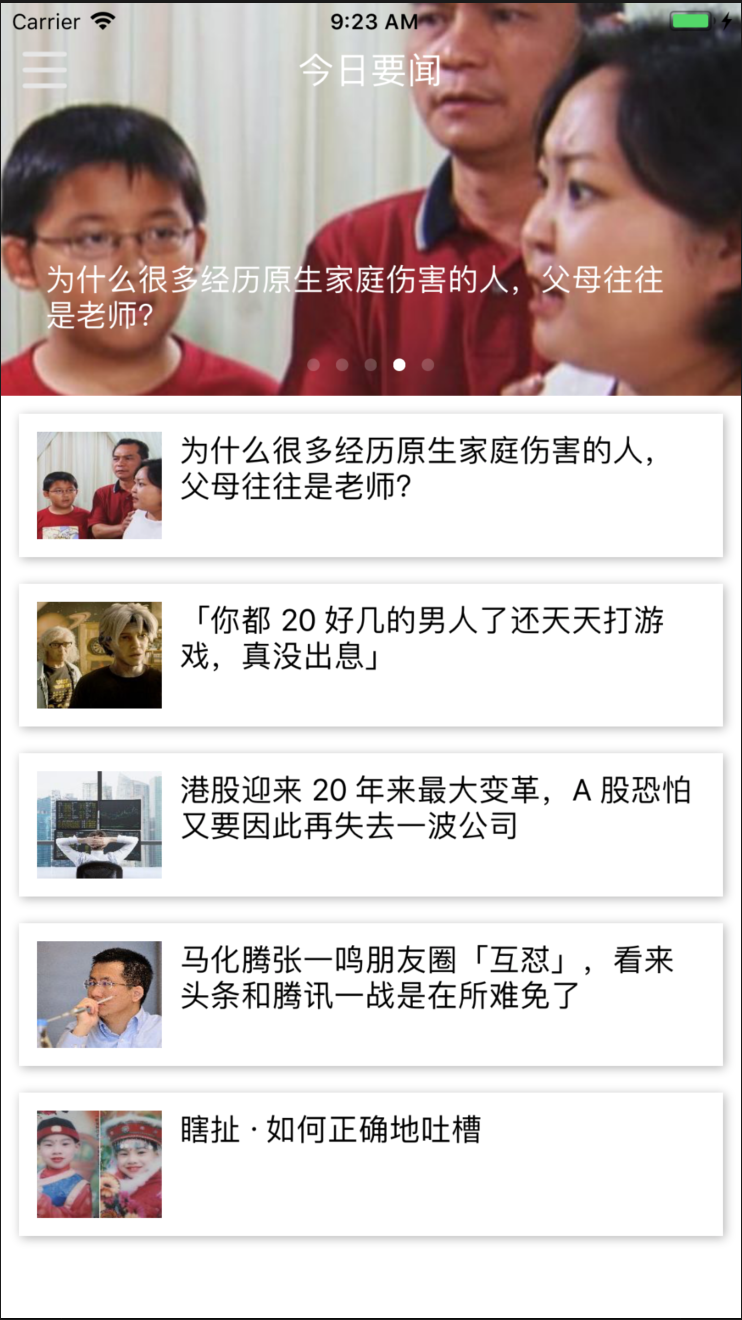 Carrier 9:23 AM
今日要闻
为什么很多经历原生家庭伤害的人，父母往往
是老师?
为什么很多经历原生家庭伤害的人，
父母往往是老师?
「你都 20 好几的男人了还天天打游
戏，真没出息」
港股迎来 20 年来最大变革，A 股恐怕
又要因此再失去一波公司
马化腾张一鸣朋友圈「互怼」，看来
头条和腾讯一战是在所难免了
瞎扯 · 如何正确地吐槽